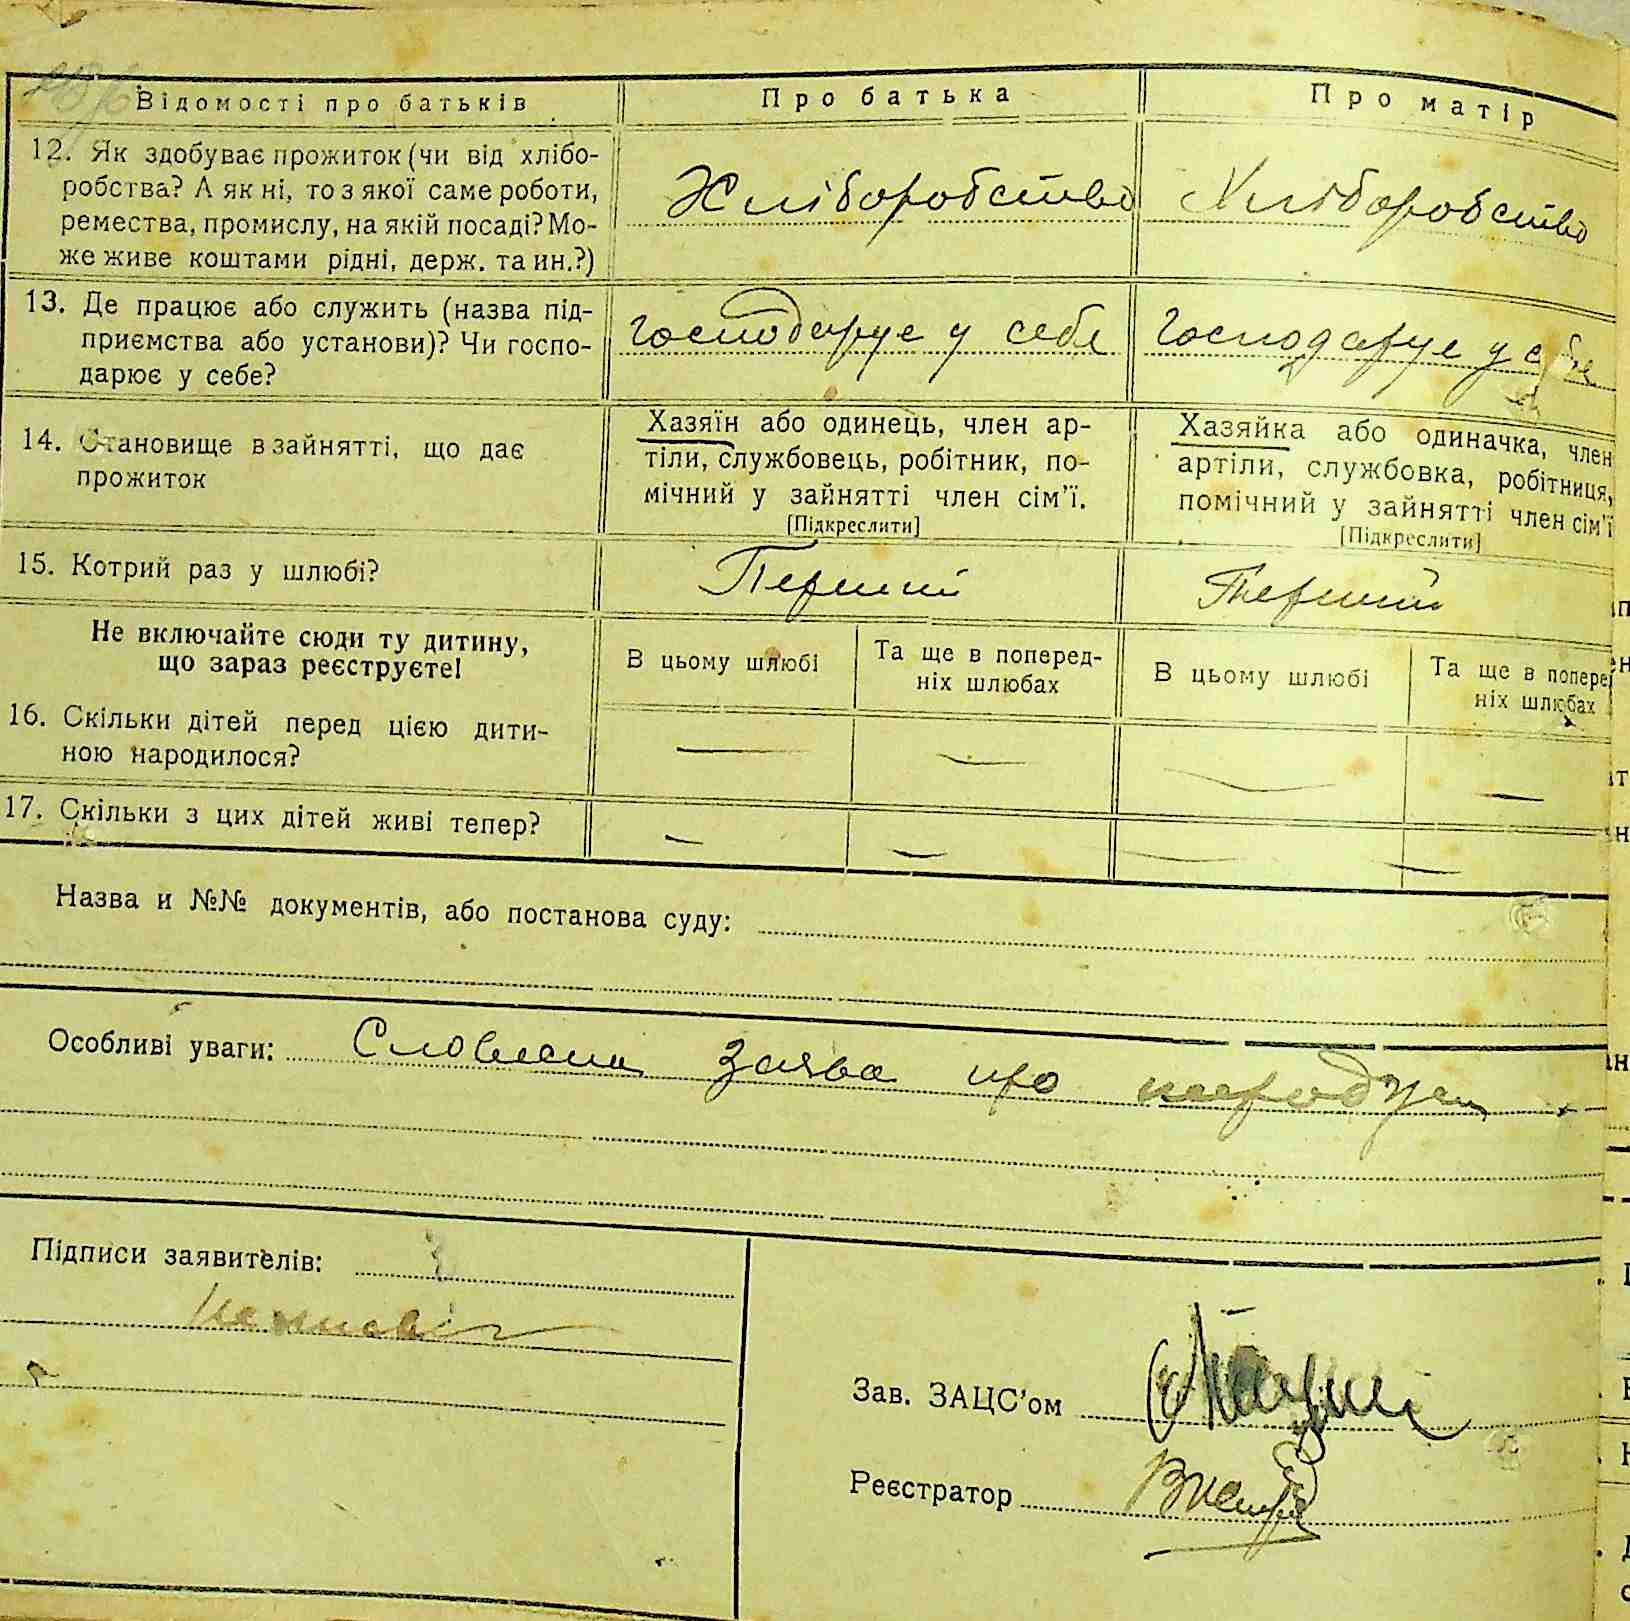 Відомості про батьків
Про батька
Про матір
12. Як здобуває прожиток (чи від хлібо-
робства? А як ні, то з якої саме роботи,
ремества, промислу, на якій посаді? Мо-
же живе коштами рідні, держ. та ин.?)
Хліборобство
Хліборобство
13. Де працює або служить (назва під-
приємства або установи)? Чи госпо-
дарює у себе?
господарує у себе
господарує у себе
14. Становище в зайнятті, що дає
прожиток
Хазяїн або одинець, член ар-
тіли, службовець, робітник, по-
мічний у зайнятті член сім'ї.
[Підкреслити]
Хазяйка або одиначка, член
артіли, службовка, робітниця,
помічний у зайнятті член сім'ї
[Підкреслити]
15. Котрий раз у шлюбі?
Перший
Перший
Не включайте сюди ту дитину,
що зараз реєструєте!
В цьому шлюбі
Та ще в поперед-
ніх шлюбах
В цьому шлюбі
Та ще в попере
ніх шлюбах
16. Скільки дітей перед цією дити-
ною народилося?
— — — —
17. Скільки з цих дітей живі тепер?
— — — —
Назва и №№ документів, або постанова суду:
Особливі уваги: Словесна заява про
Підписи заявителів:
Зав. ЗАЦС'ом
Реєстратор